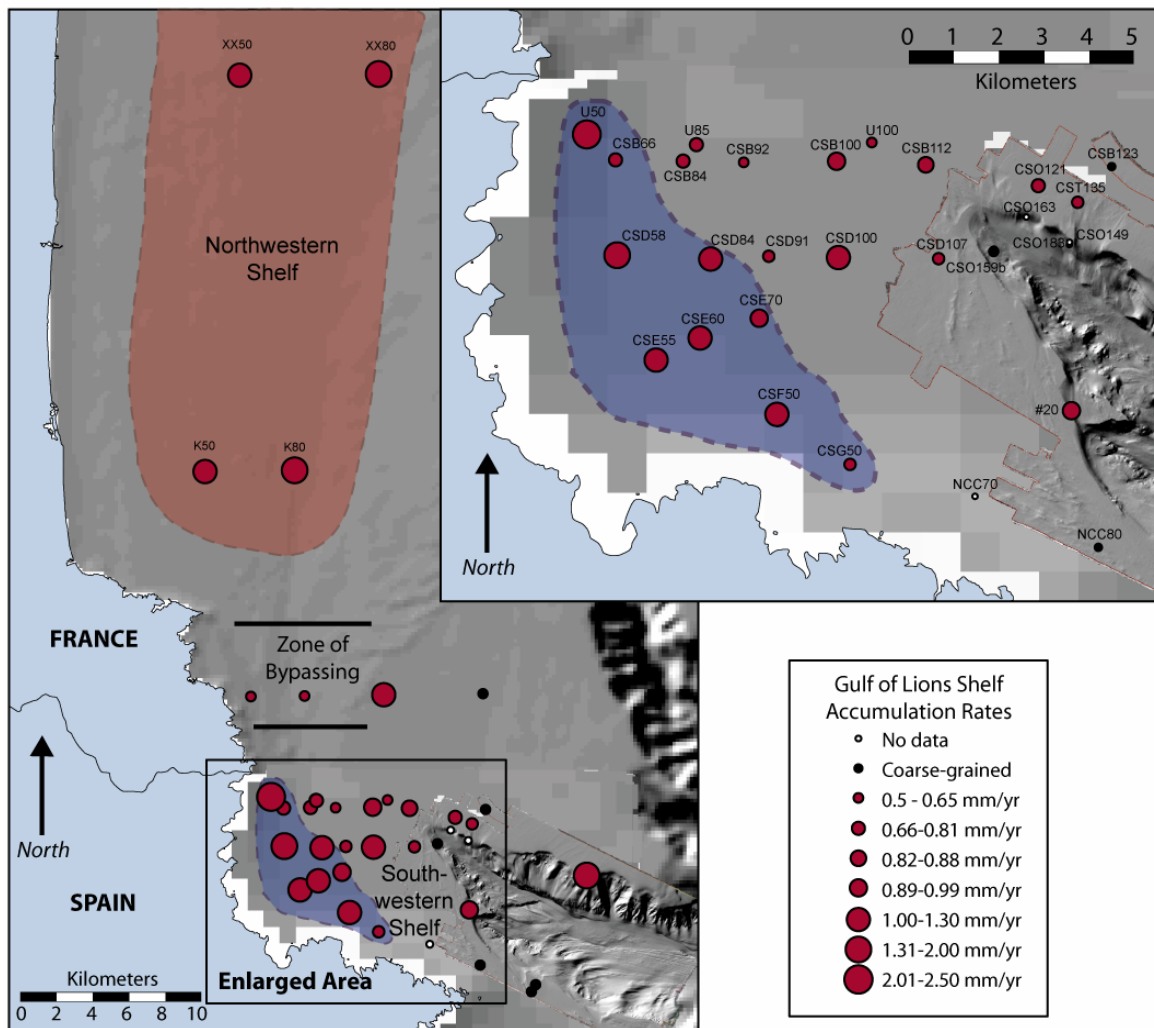 XX50
XX80
Northwestern
Shelf
K50
K80
FRANCE
Zone of
Bypassing
North
SPAIN
South-
western
Shelf
Enlarged Area
Kilometers
0 2 4 6 8 10
0 1 2 3 4 5
Kilometers
U50
U85
U100
CSB66
CSB84
CSB92
CSB100
CSB112
CSB123
CSO121
CST135
CSO163
CSD58
CSD84
CSD91
CSD100
CSD107
CSO188
CSO149
CSO159b
CSE70
CSE60
CSE55
CSF50
#20
CSG50
NCC70
NCC80
North
Gulf of Lions Shelf
Accumulation Rates
No data
Coarse-grained
0.5 - 0.65 mm/yr
0.66-0.81 mm/yr
0.82-0.88 mm/yr
0.89-0.99 mm/yr
1.00-1.30 mm/yr
1.31-2.00 mm/yr
2.01-2.50 mm/yr